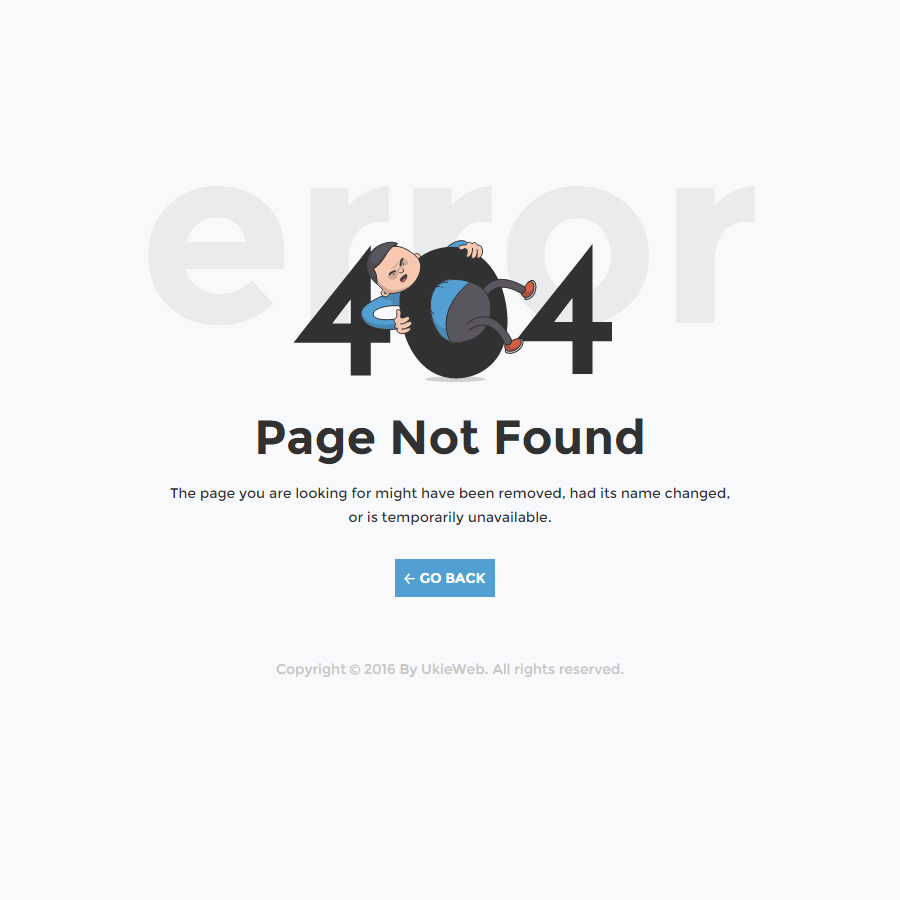 error
404
Page Not Found
The page you are looking for might have been removed, had its name changed,
or is temporarily unavailable.
← GO BACK
Copyright © 2016 By UkieWeb. All rights reserved.